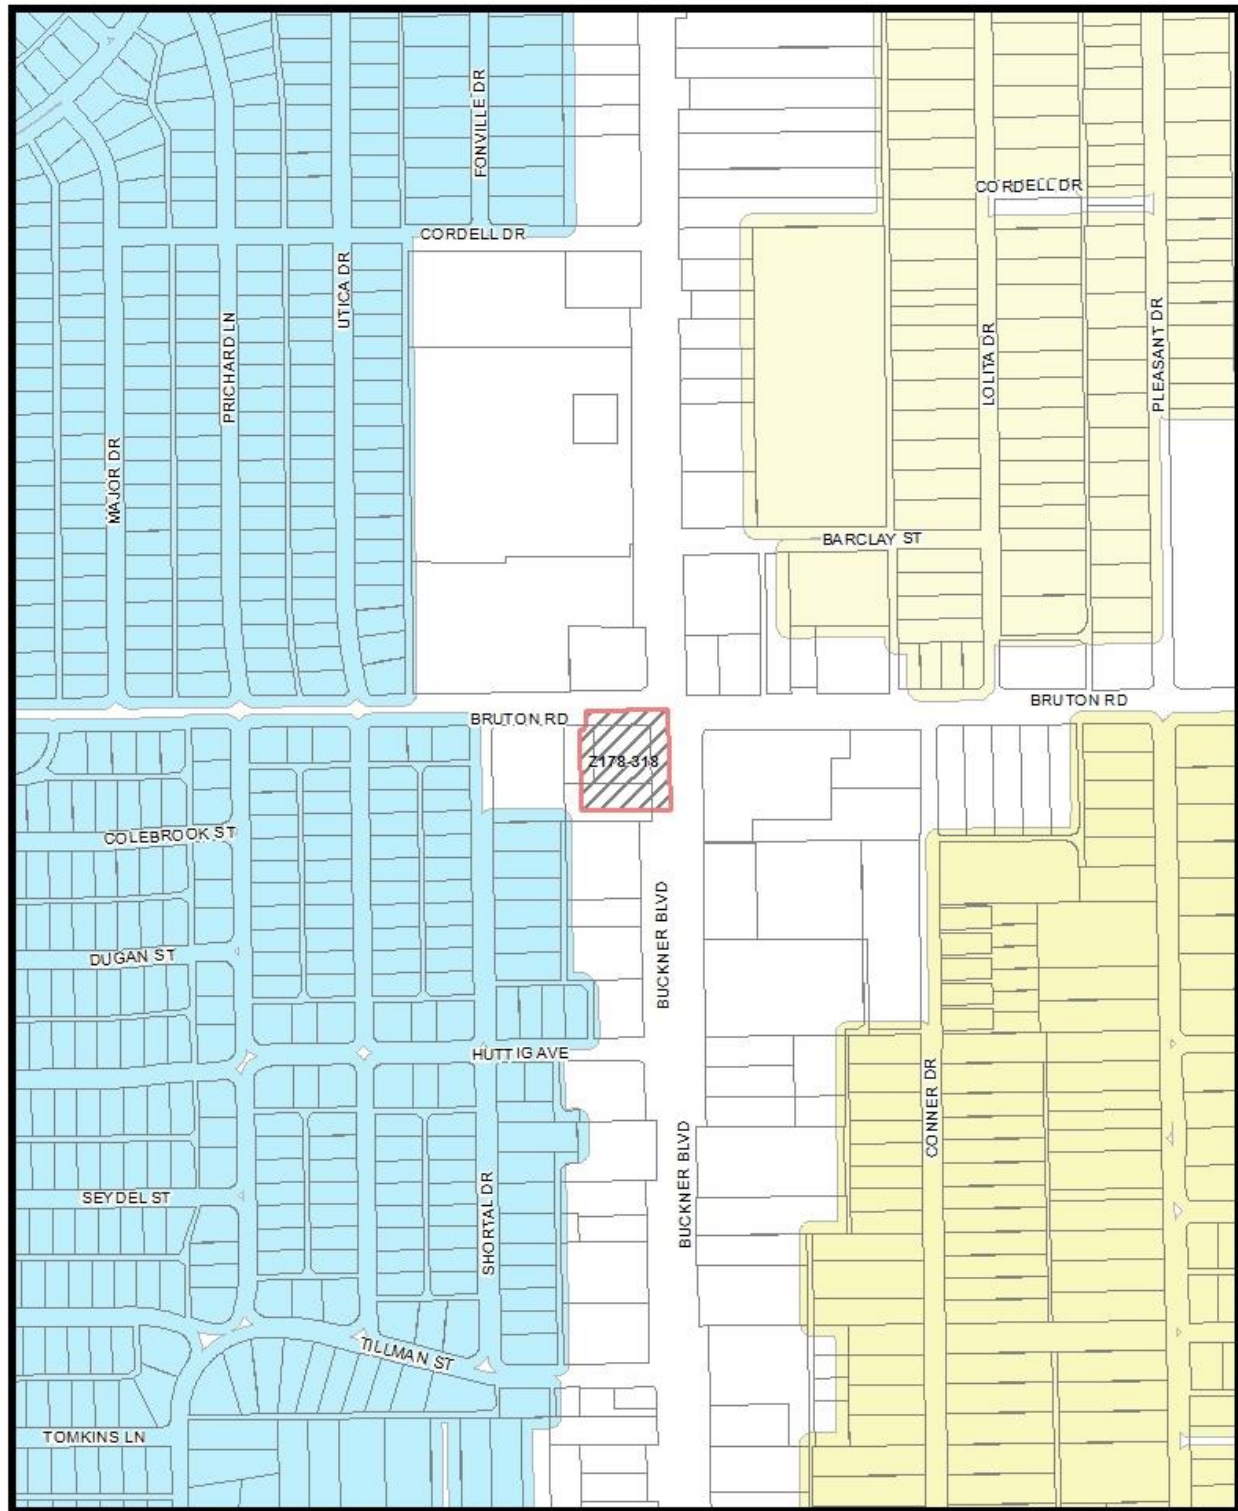 FONVILLE DR
CORDELL DR
CORDELL DR
UTICA DR
PRICHARD LN
LOLITA DR
PLEASANT DR
MAJOR DR
BARCLAY ST
BRUTON RD
BRUTON RD
Z178-318
COLEBROOK ST
BUCKNER BLVD
DUGAN ST
HUTTIG AVE
CONNER DR
BUCKNER BLVD
SEYDEL ST
SHORTAL DR
TILLMAN ST
TOMKINS LN